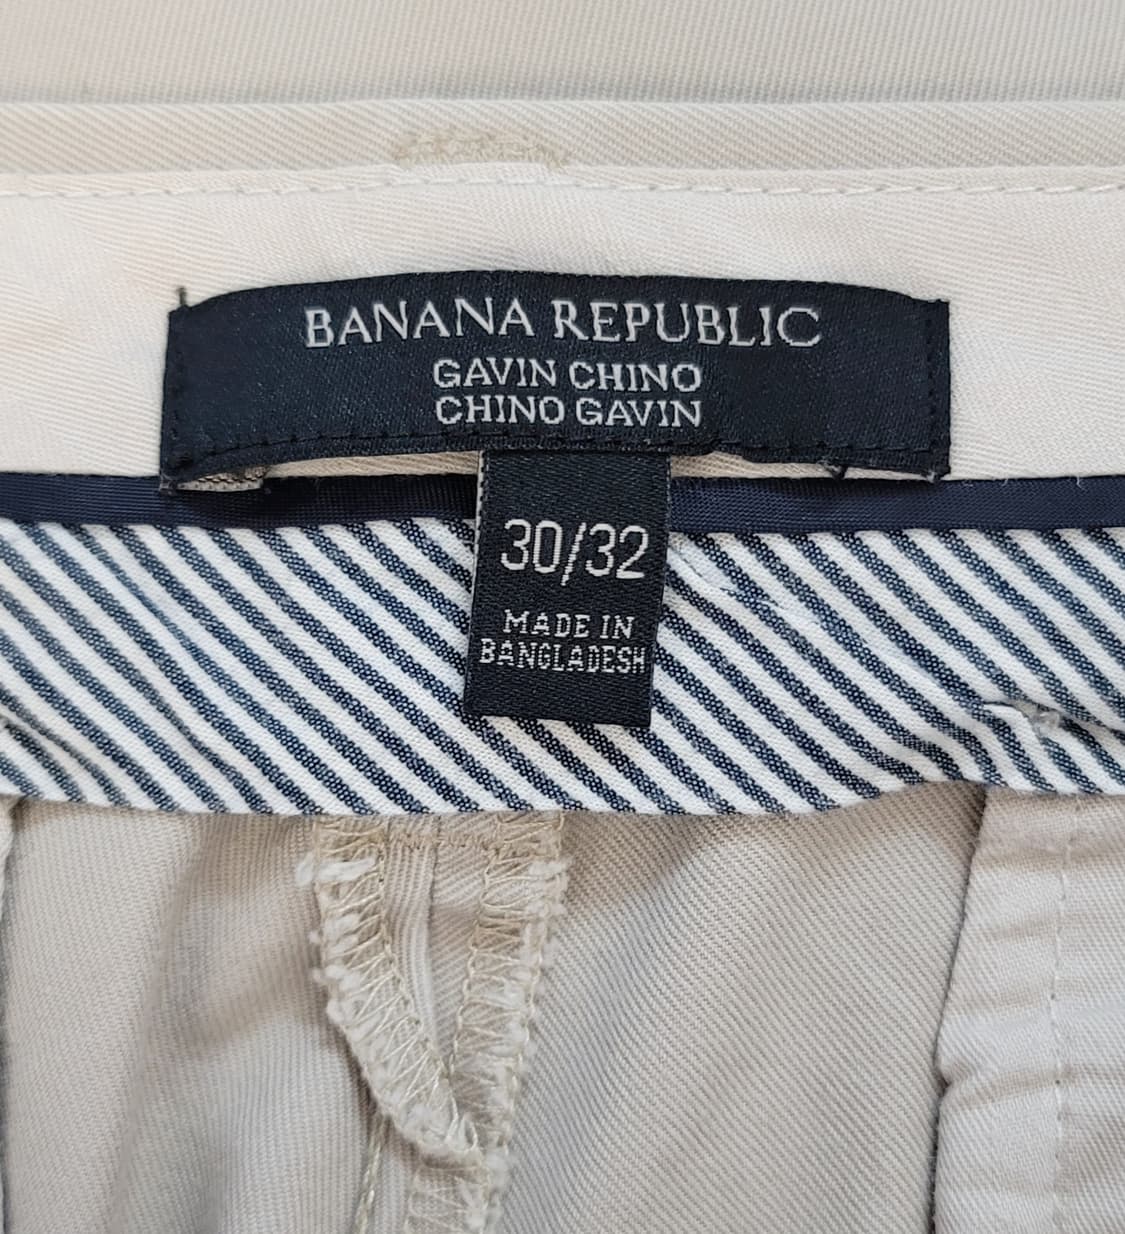 BANANA REPUBLIC
GAVIN CHINO
CHINO GAVIN
30/32
MADE IN
BANGLADESH